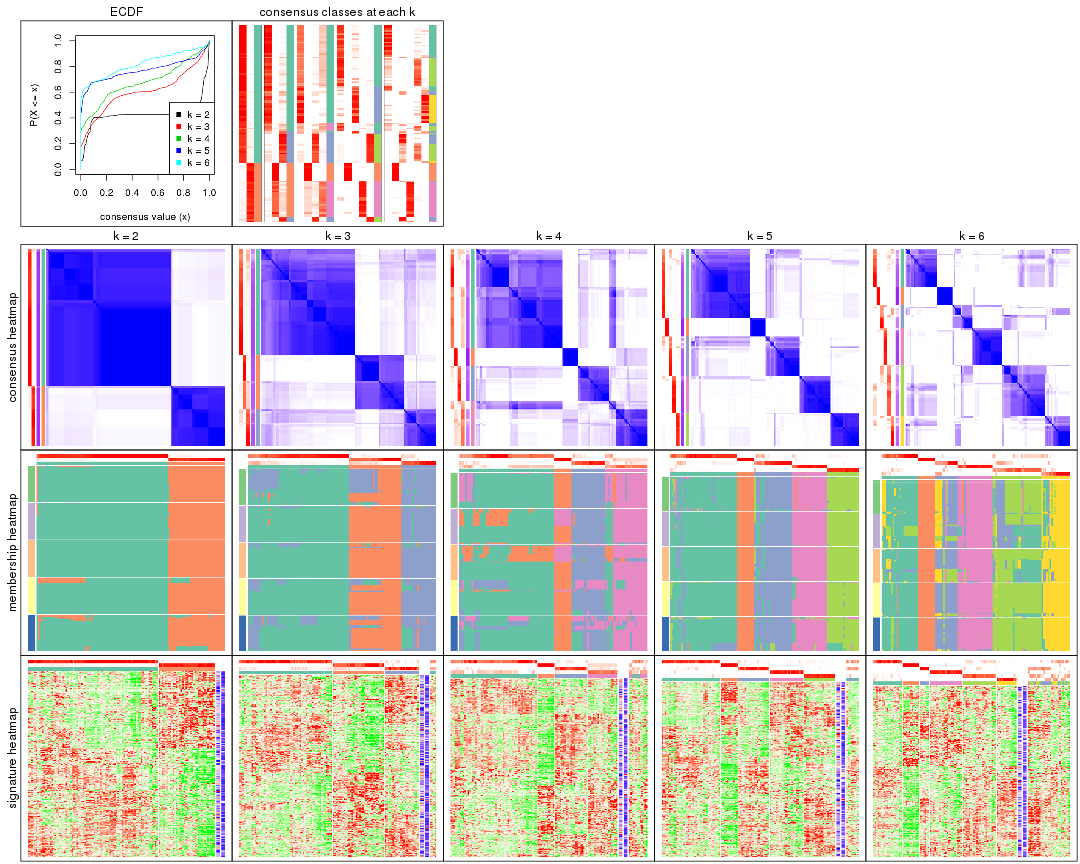 ECDF
consensus classes at each k
P(X <= x)
0.0 0.2 0.4 0.6 0.8 1.0
k = 2
k = 3
k = 4
k = 5
k = 6
0.0 0.2 0.4 0.6 0.8 1.0
consensus value (x)
k = 2
k = 3
k = 4
k = 5
k = 6
consensus heatmap
membership heatmap
signature heatmap